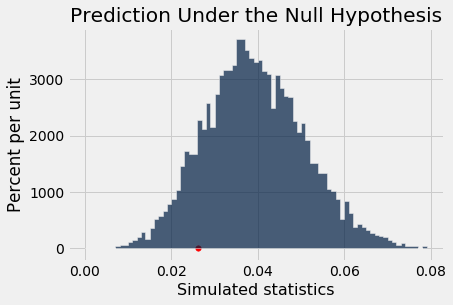 Prediction Under the Null Hypothesis
Percent per unit
3000
2000
1000
0
0.00 0.02 0.04 0.06 0.08
Simulated statistics